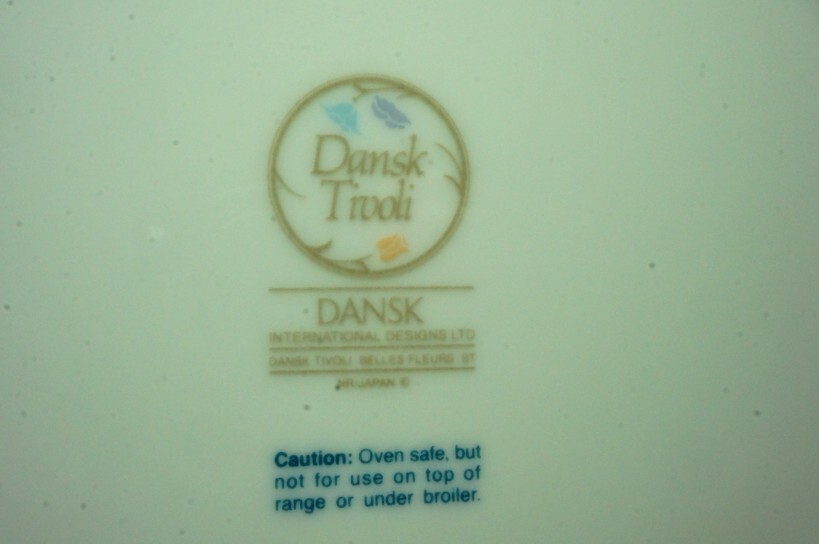 Dansk
Tivoli
DANSK
INTERNATIONAL DESIGNS LTD
DANSK TIVOLI BELLES FLEURS
NR-JAPAN ©
Caution: Oven safe, but
not for use on top of
range or under broiler.